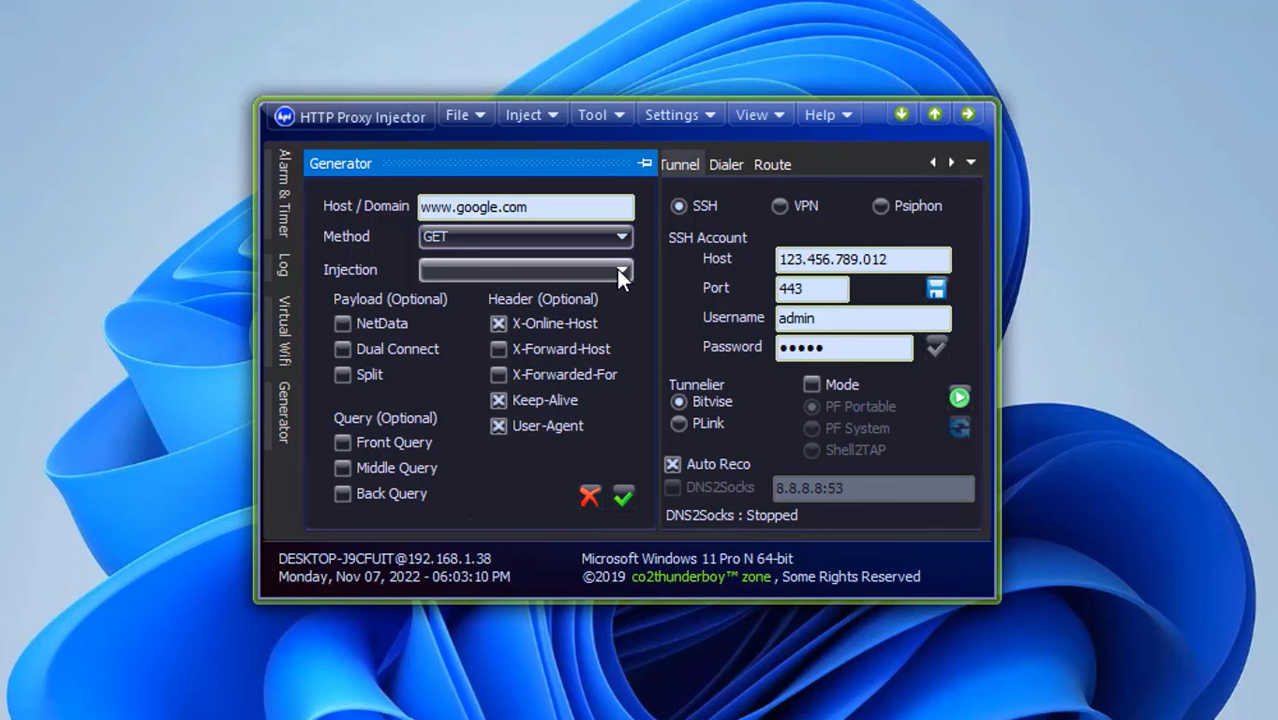 HTTP Proxy Injector File Inject Tool Settings View Help
Alarm & Timer
Log
Virtual Wifi
Generator
Generator
Host / Domain www.google.com
Method GET
Injection
Payload (Optional)
NetData
Dual Connect
Split
Header (Optional)
X-Online-Host
X-Forward-Host
X-Forwarded-For
Keep-Alive
User-Agent
Query (Optional)
Front Query
Middle Query
Back Query
Tunnel Dialer Route
SSH VPN Psiphon
SSH Account
Host 123.456.789.012
Port 443
Username admin
Password •••••
Tunnelier
Bitvise
PLink
Mode
PF Portable
PF System
Shell2TAP
Auto Reco
DNS2Socks 8.8.8.8:53
DNS2Socks : Stopped
DESKTOP-J9CFUIT@192.168.1.38
Monday, Nov 07, 2022 - 06:03:10 PM
Microsoft Windows 11 Pro N 64-bit
©2019 co2thunderboy™ zone , Some Rights Reserved